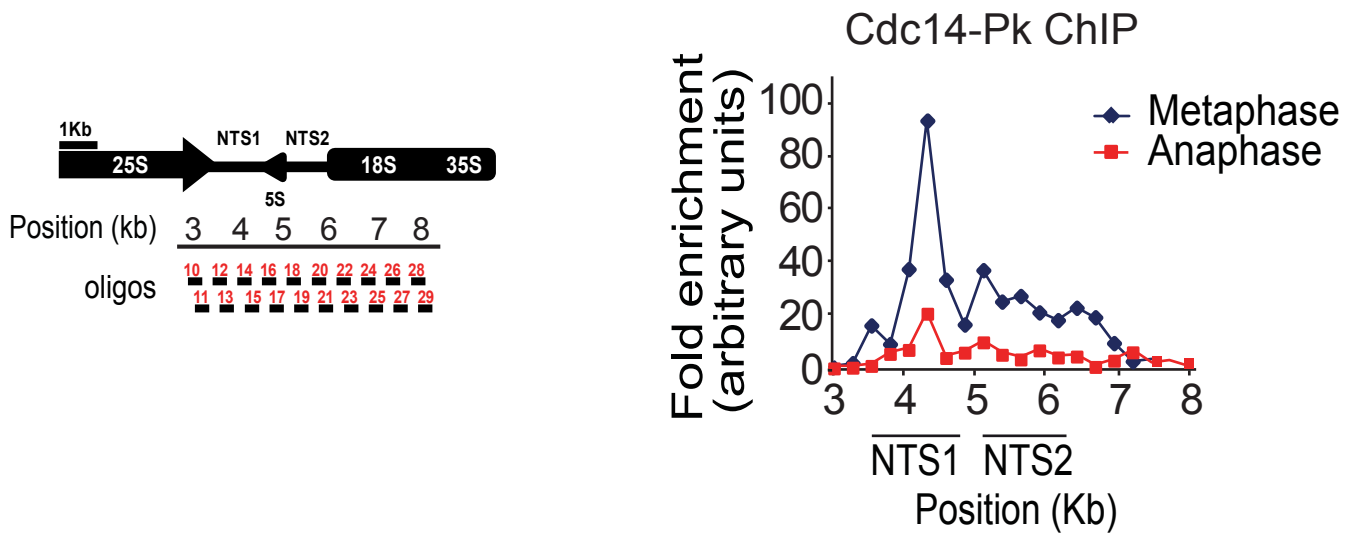 1Kb
NTS1 NTS2
25S 18S 35S
5S
Position (kb) 3 4 5 6 7 8
10 12 14 16 18 20 22 24 26 28
oligos
11 13 15 17 19 21 23 25 27 29
Cdc14-Pk ChIP
Fold enrichment
(arbitrary units)
100
80
60
40
20
0
Metaphase
Anaphase
3 4 5 6 7 8
NTS1 NTS2
Position (Kb)